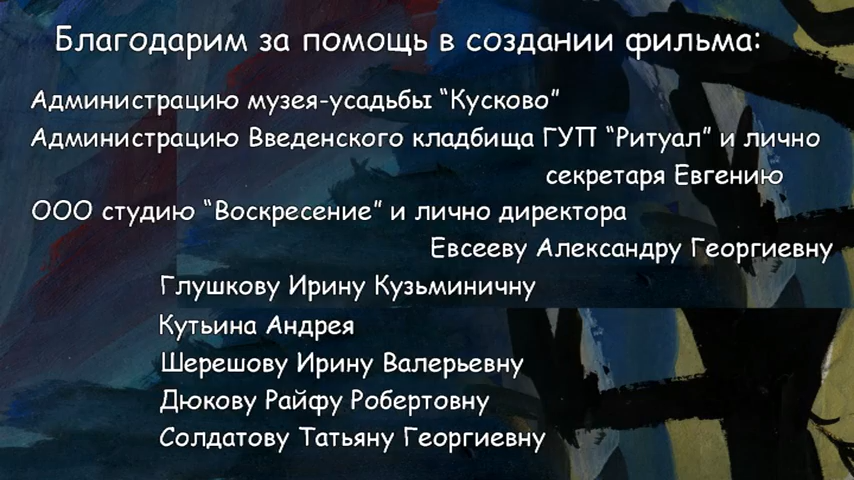 Благодарим за помощь в создании фильма:
Администрацию музея-усадьбы “Кусково”
Администрацию Введенского кладбища ГУП “Ритуал” и лично
секретаря Евгению
ООО студию “Воскресение” и лично директора
Евсееву Александру Георгиевну
Глушкову Ирину Кузьминичну
Кутьина Андрея
Шерешову Ирину Валерьевну
Дюкову Райфу Робертовну
Солдатову Татьяну Георгиевну